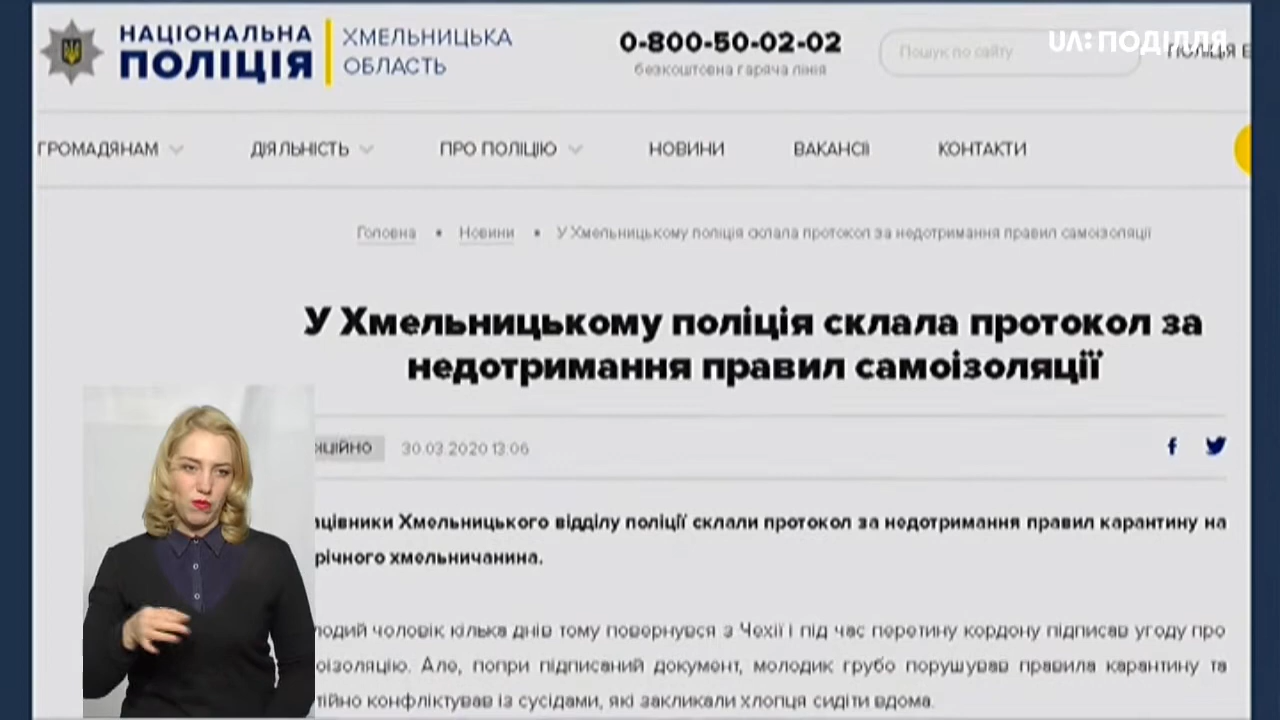 НАЦІОНАЛЬНА
ПОЛІЦІЯ
ХМЕЛЬНИЦЬКА
ОБЛАСТЬ
0-800-50-02-02
безкоштовна гаряча лінія
Пошук по сайту
UA: ПОДІЛЛЯ
ГРОМАДЯНАМ ДІЯЛЬНІСТЬ ПРО ПОЛІЦІЮ НОВИНИ ВАКАНСІЇ КОНТАКТИ
Головна • Новини • У Хмельницькому поліція склала протокол за недотримання правил самоізоляції
У Хмельницькому поліція склала протокол за
недотримання правил самоізоляції
30.03.2020 13:06
Хмельницького відділу поліції склали протокол за недотримання правил карантину на
хмельничанина.
чоловік кілька днів тому повернувся з Чехії і під час перетину кордону підписав угоду про
Але, попри підписаний документ, молодик грубо порушував правила карантину та
конфліктував із сусідами, які закликали хлопця сидіти вдома.